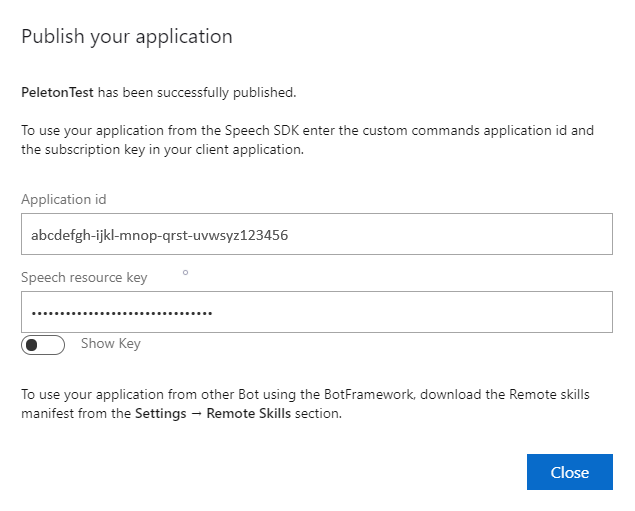 Publish your application
PeletonTest has been successfully published.
To use your application from the Speech SDK enter the custom commands application id and
the subscription key in your client application.
Application id
abcdefgh-ijkl-mnop-qrst-uvwsyz123456
Speech resource key
••••••••••••••••••••••••••••••••
Show Key
To use your application from other Bot using the BotFramework, download the Remote skills
manifest from the Settings → Remote Skills section.
Close